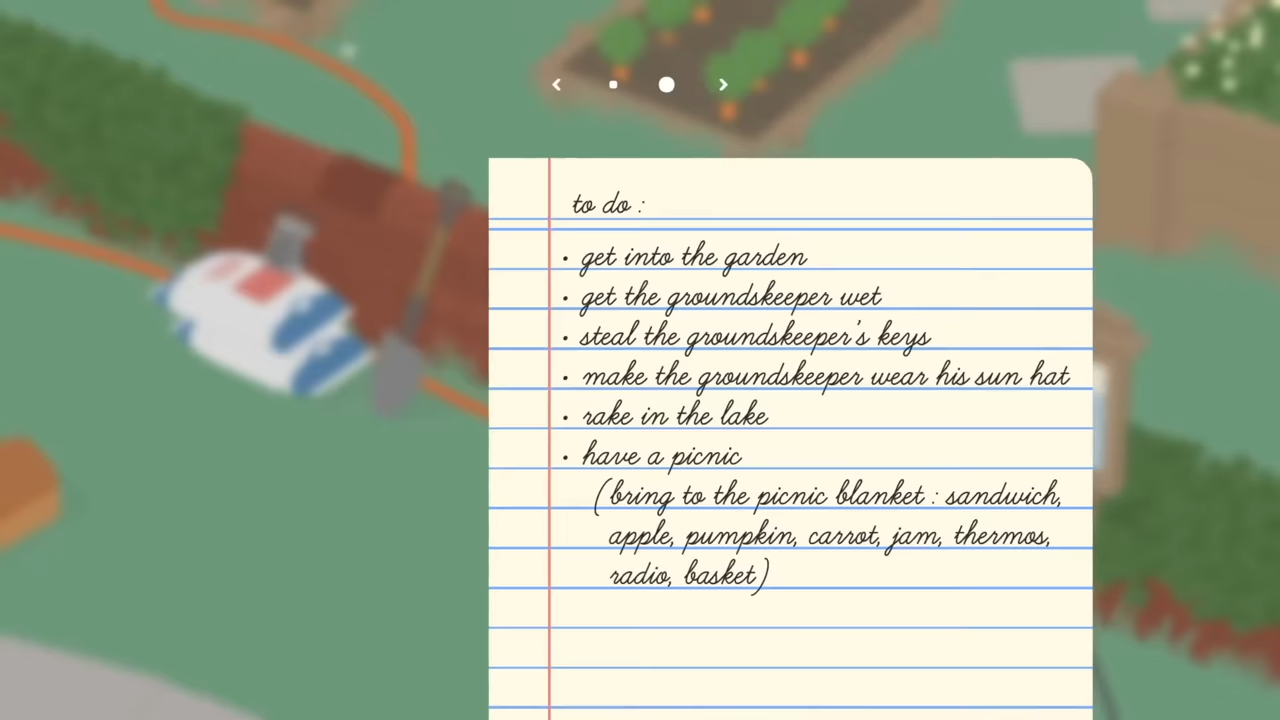 to do :
• get into the garden
• get the groundskeeper wet
• steal the groundskeeper's keys
• make the groundskeeper wear his sun hat
• rake in the lake
• have a picnic
(bring to the picnic blanket : sandwich,
apple, pumpkin, carrot, jam, thermos,
radio, basket)